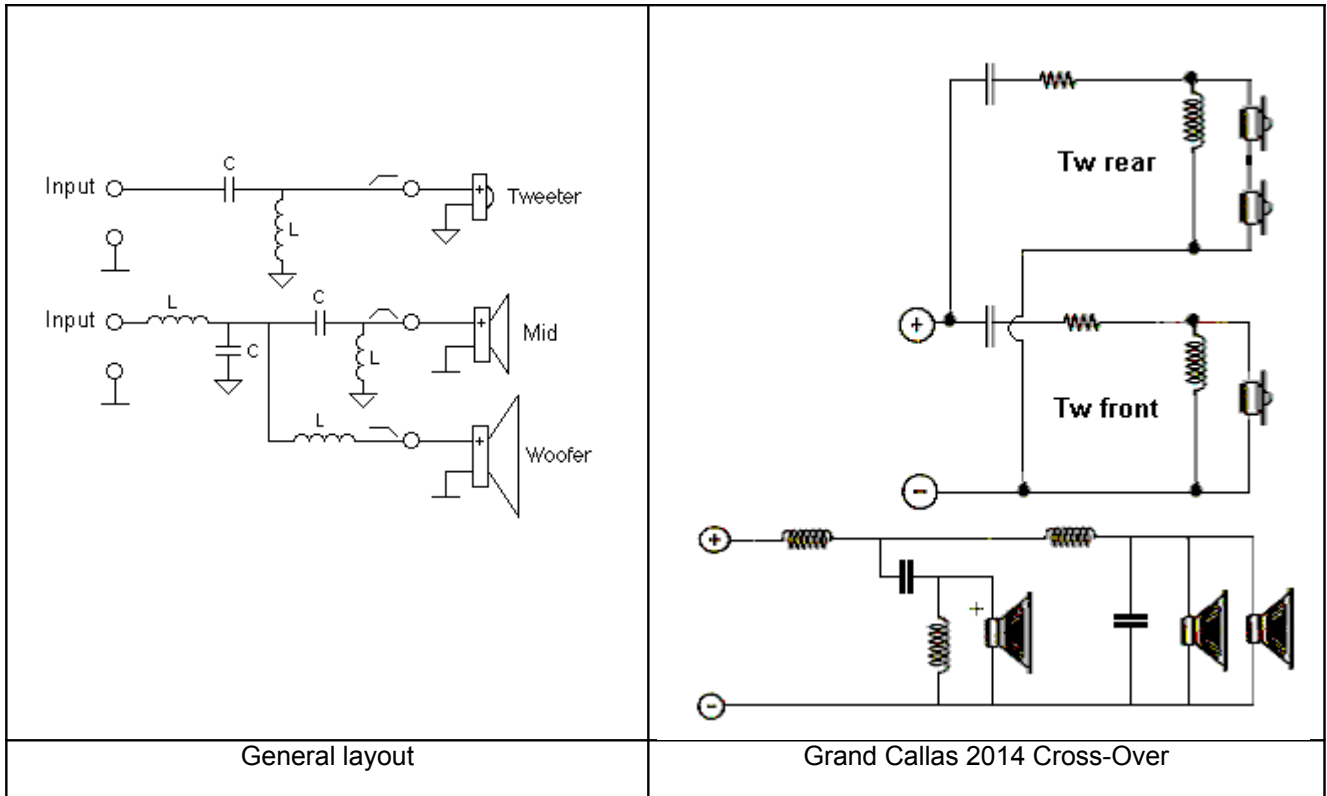 C
Input
Tweeter
L
L
C
Input
+
C
L
Mid
L
+
Woofer
+
Tw rear
+
Tw front
-
+
+
-
General layout
Grand Callas 2014 Cross-Over